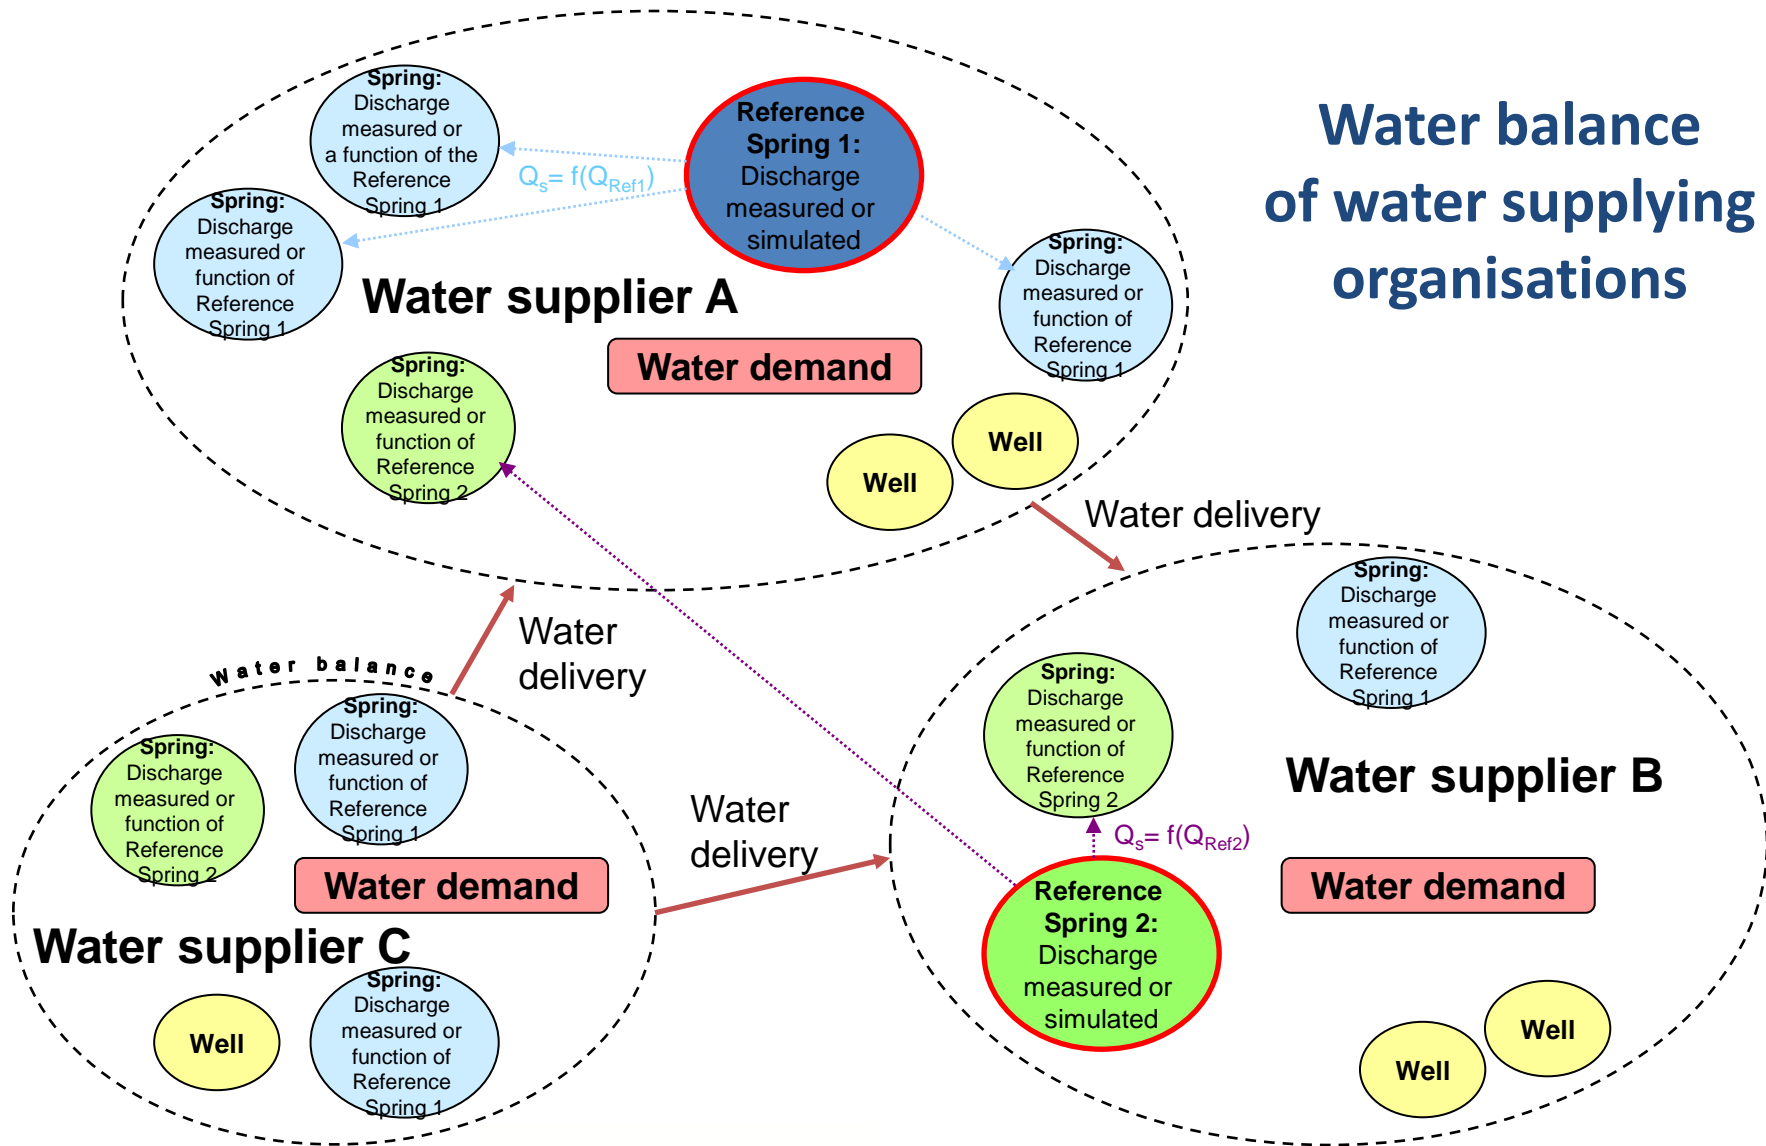 Water balance
of water supplying
organisations
Spring:
Discharge
measured or
a function of the
Reference
Spring 1
Reference
Spring 1:
Discharge
measured or
simulated
Qs= f(QRef1)
Spring:
Discharge
measured or
function of
Reference
Spring 1
Spring:
Discharge
measured or
function of
Reference
Spring 1
Water supplier A
Water demand
Spring:
Discharge
measured or
function of
Reference
Spring 2
Well
Well
Water delivery
Water
delivery
Spring:
Discharge
measured or
function of
Reference
Spring 1
Spring:
Discharge
measured or
function of
Reference
Spring 2
Water supplier B
Qs= f(QRef2)
Water demand
Reference
Spring 2:
Discharge
measured or
simulated
Well
Well
Water
delivery
Water balance
Spring:
Discharge
measured or
function of
Reference
Spring 1
Spring:
Discharge
measured or
function of
Reference
Spring 2
Water demand
Water supplier C
Well
Spring:
Discharge
measured or
function of
Reference
Spring 1